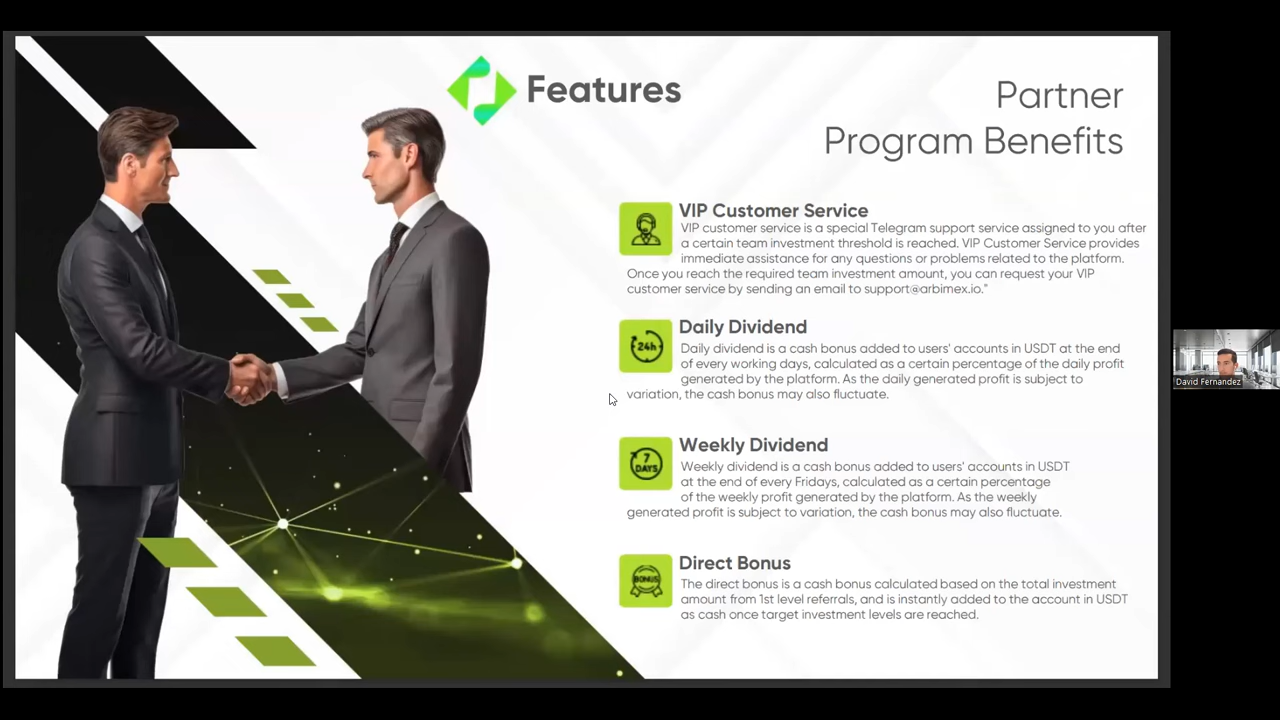 Features
Partner
Program Benefits
VIP Customer Service
VIP customer service is a special Telegram support service assigned to you after
a certain team investment threshold is reached. VIP Customer Service provides
immediate assistance for any questions or problems related to the platform.
Once you reach the required team investment amount, you can request your VIP
customer service by sending an email to support@arbimex.io."
24h
Daily Dividend
Daily dividend is a cash bonus added to users' accounts in USDT at the end
of every working days, calculated as a certain percentage of the daily profit
generated by the platform. As the daily generated profit is subject to
variation, the cash bonus may also fluctuate.
7
DAYS
Weekly Dividend
Weekly dividend is a cash bonus added to users' accounts in USDT
at the end of every Fridays, calculated as a certain percentage
of the weekly profit generated by the platform. As the weekly
generated profit is subject to variation, the cash bonus may also fluctuate.
BONUS
Direct Bonus
The direct bonus is a cash bonus calculated based on the total investment
amount from 1st level referrals, and is instantly added to the account in USDT
as cash once target investment levels are reached.
David Fernandez